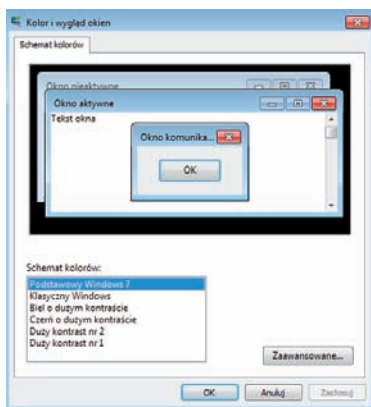 Kolor i wygląd okien
Schemat kolorów
Okno nieaktywne
Okno aktywne
Tekst okna
Okno komunika...
OK
Schemat kolorów:
Podstawowy Windows 7
Klasyczny Windows
Biel o dużym kontraście
Czerń o dużym kontraście
Duży kontrast nr 2
Duży kontrast nr 1
Zaawansowane...
OK Anuluj Zastosuj